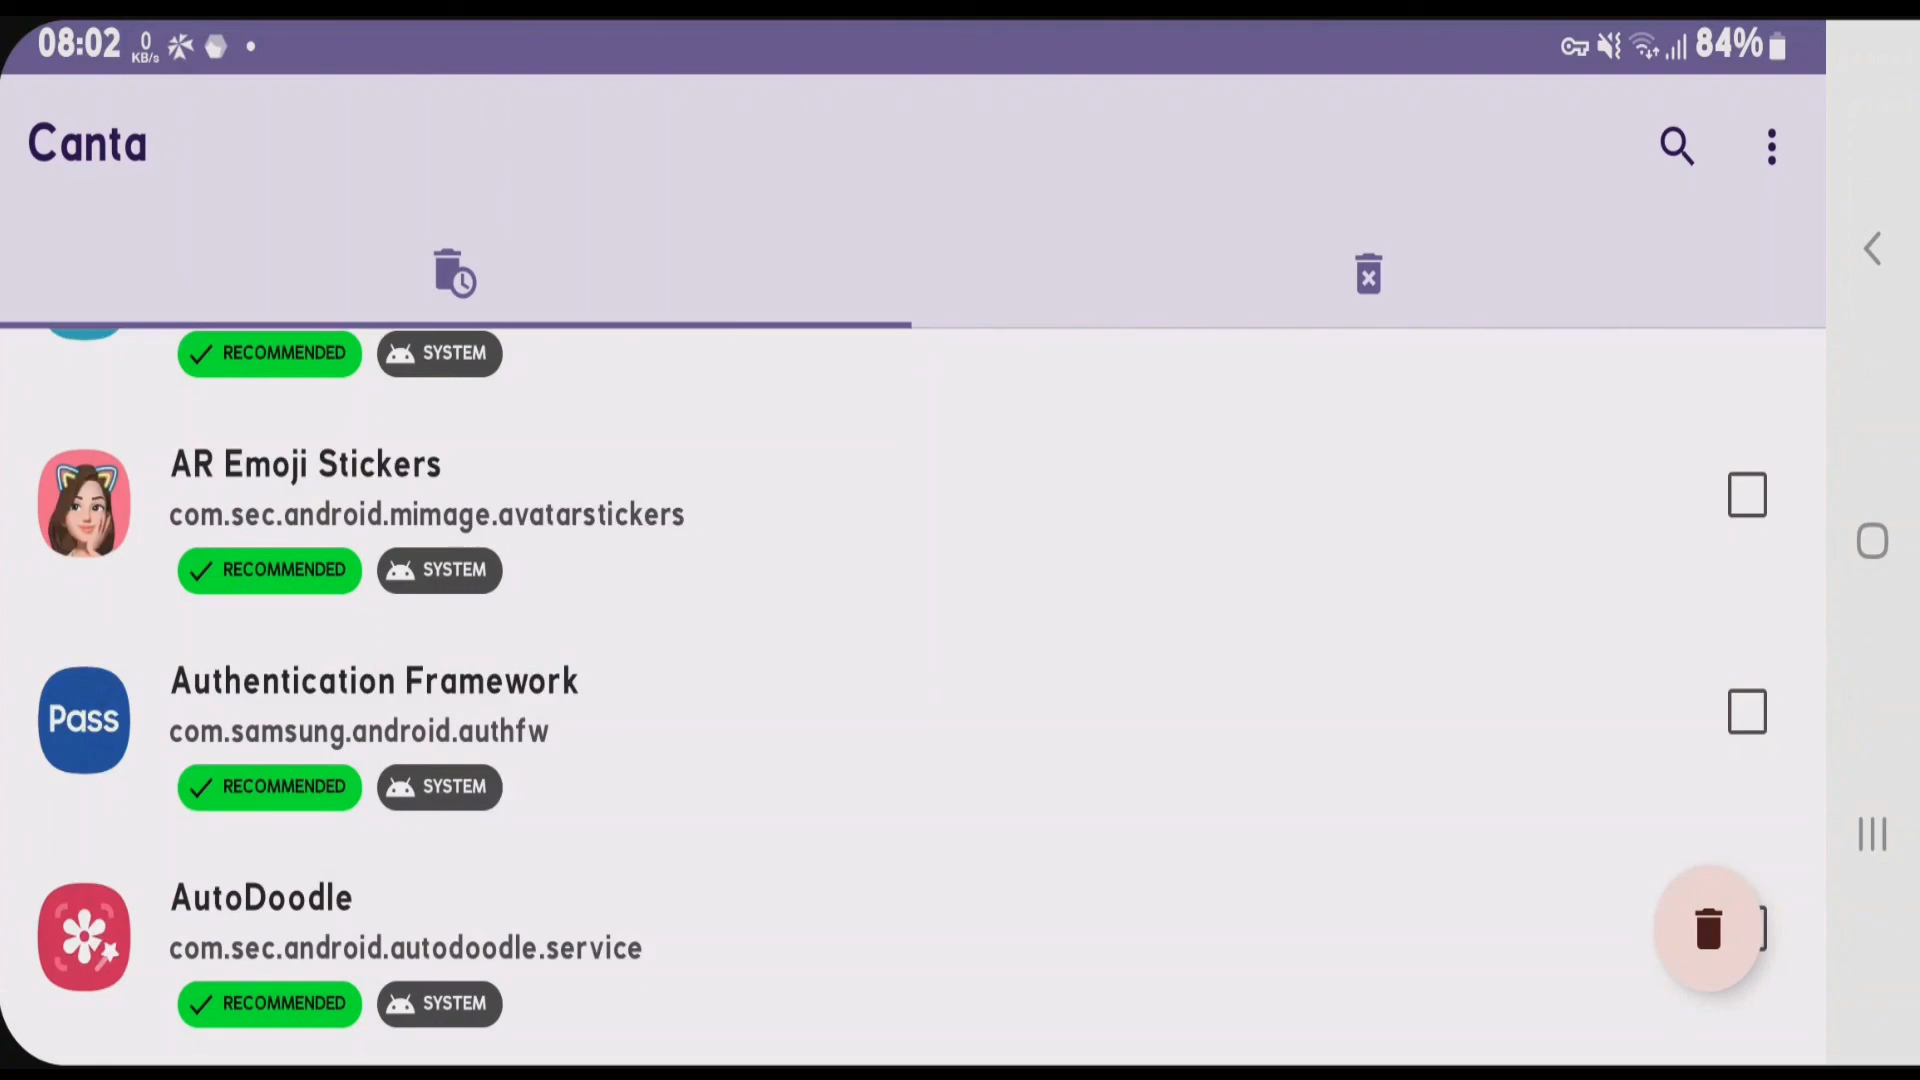 08:02 0 KB/s 84%
Canta
RECOMMENDED SYSTEM
AR Emoji Stickers
com.sec.android.mimage.avatarstickers
RECOMMENDED SYSTEM
Authentication Framework
Pass
com.samsung.android.authfw
RECOMMENDED SYSTEM
AutoDoodle
com.sec.android.autodoodle.service
RECOMMENDED SYSTEM